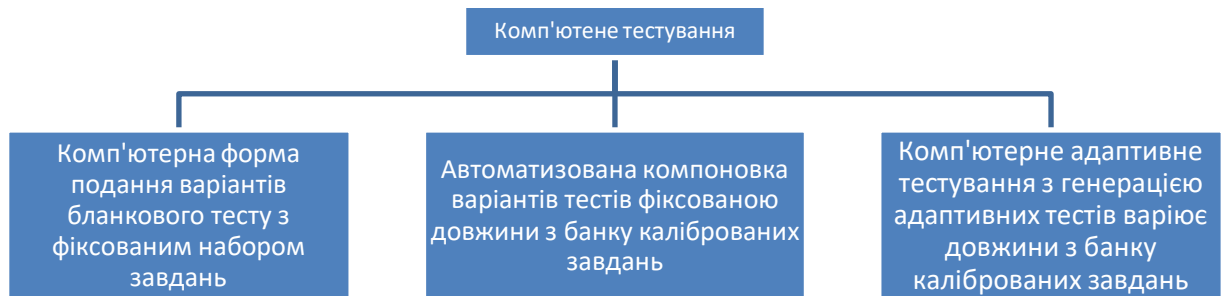 Комп'ютене тестування
Комп'ютерна форма
подання варіантів
бланкового тесту з
фіксованим набором
завдань
Автоматизована компоновка
варіантів тестів фіксованою
довжини з банку каліброваних
завдань
Комп'ютерне адаптивне
тестування з генерацією
адаптивних тестів варіює
довжини з банку
каліброваних завдань